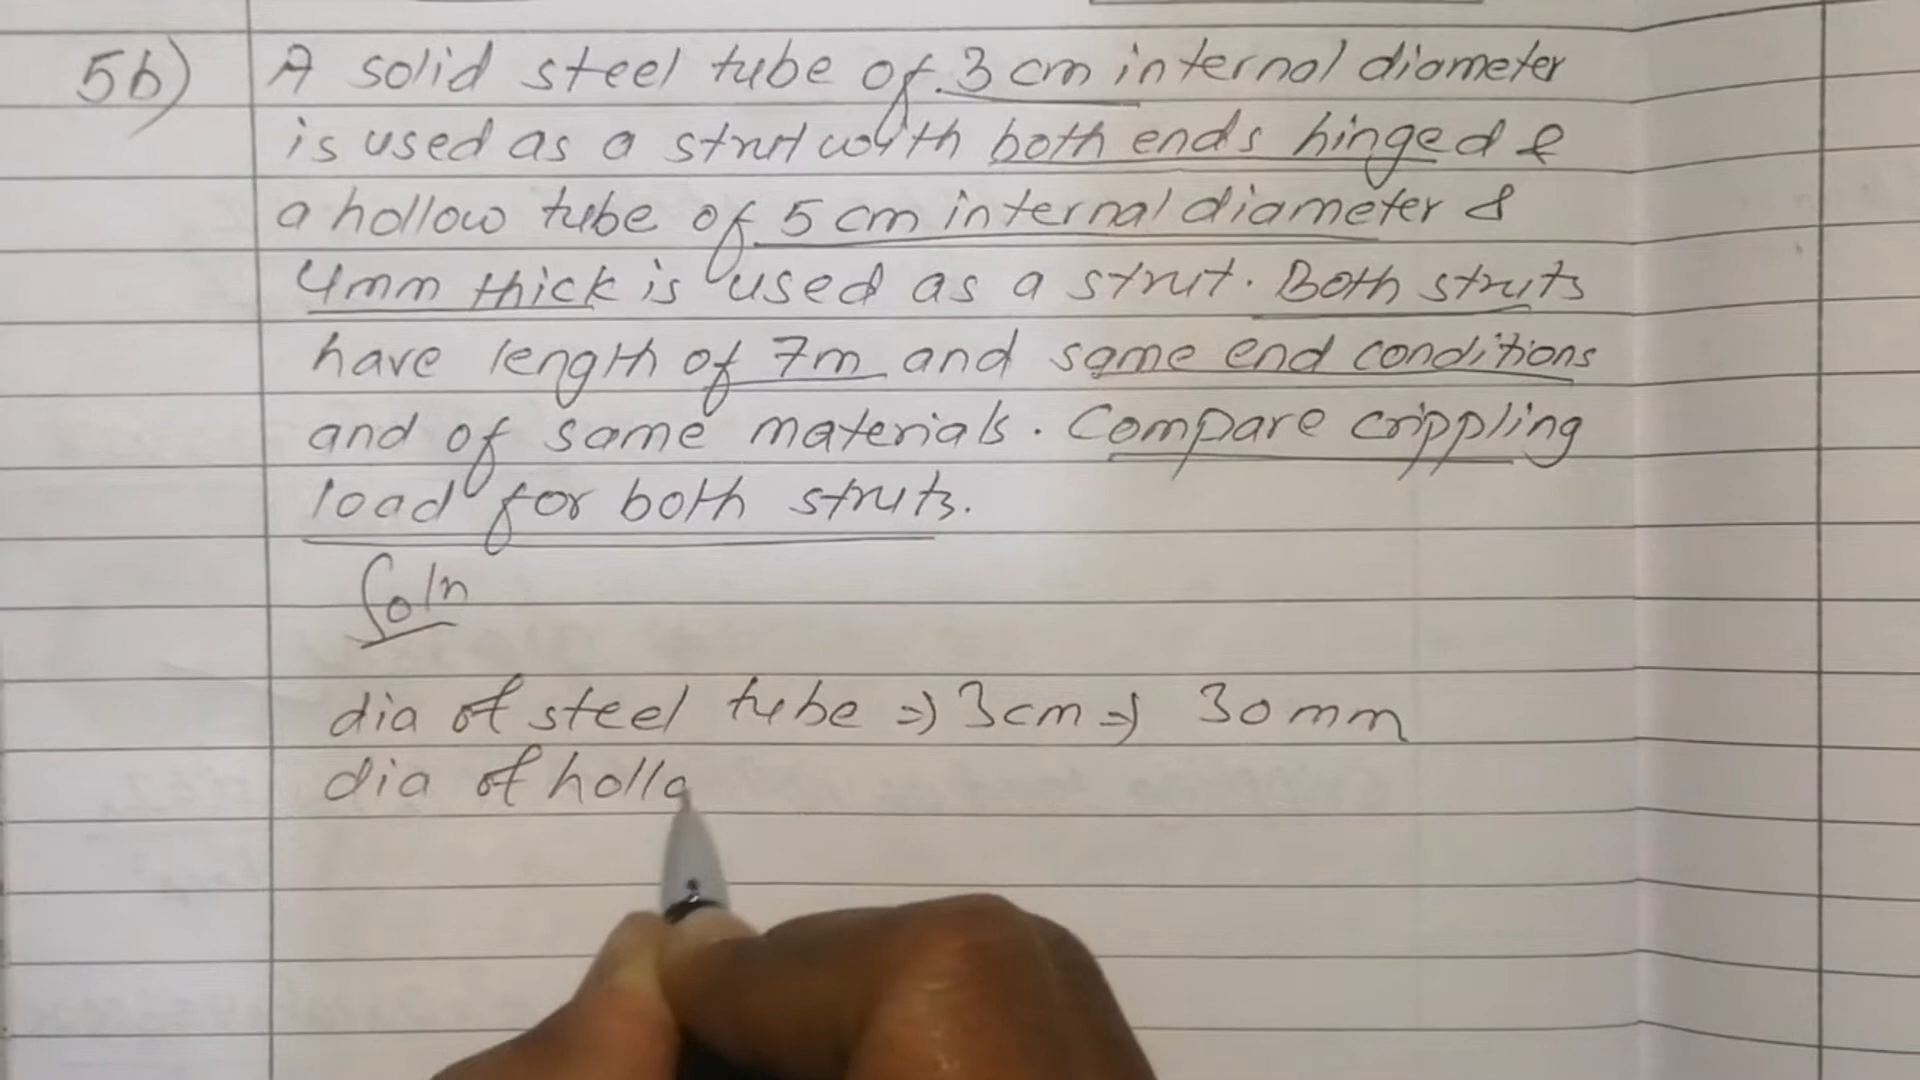 5b) A solid steel tube of 3 cm internal diameter
is used as a strut with both ends hinged &
a hollow tube of 5 cm internal diameter &
4mm thick is used as a strut. Both struts
have length of 7m and same end conditions
and of same materials. Compare crippling
load for both struts.
Soln
dia of steel tube ⇒ 3cm ⇒ 30 mm
dia of hollo